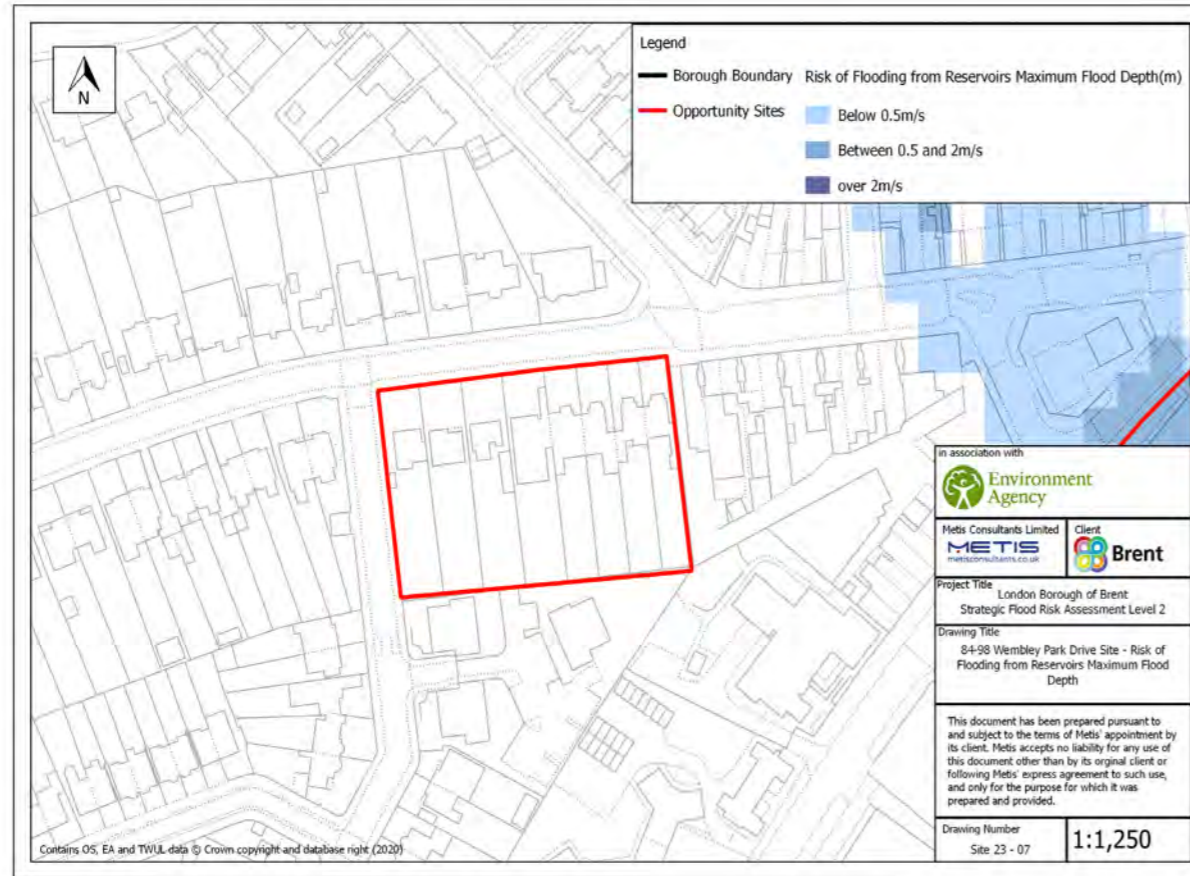 N
Legend
Borough Boundary
Opportunity Sites
Risk of Flooding from Reservoirs Maximum Flood Depth(m)
Below 0.5m/s
Between 0.5 and 2m/s
over 2m/s
in association with
Environment
Agency
Metis Consultants Limited
METIS
metisconsultants.co.uk
Client
Brent
Project Title
London Borough of Brent
Strategic Flood Risk Assessment Level 2
Drawing Title
84-98 Wembley Park Drive Site - Risk of
Flooding from Reservoirs Maximum Flood
Depth
This document has been prepared pursuant to
and subject to the terms of Metis' appointment by
its client. Metis accepts no liability for any use of
this document other than by its orginal client or
following Metis' express agreement to such use,
and only for the purpose for which it was
prepared and provided.
Drawing Number
Site 23 - 07
1:1,250
Contains OS, EA and TWUL data © Crown copyright and database right (2020)